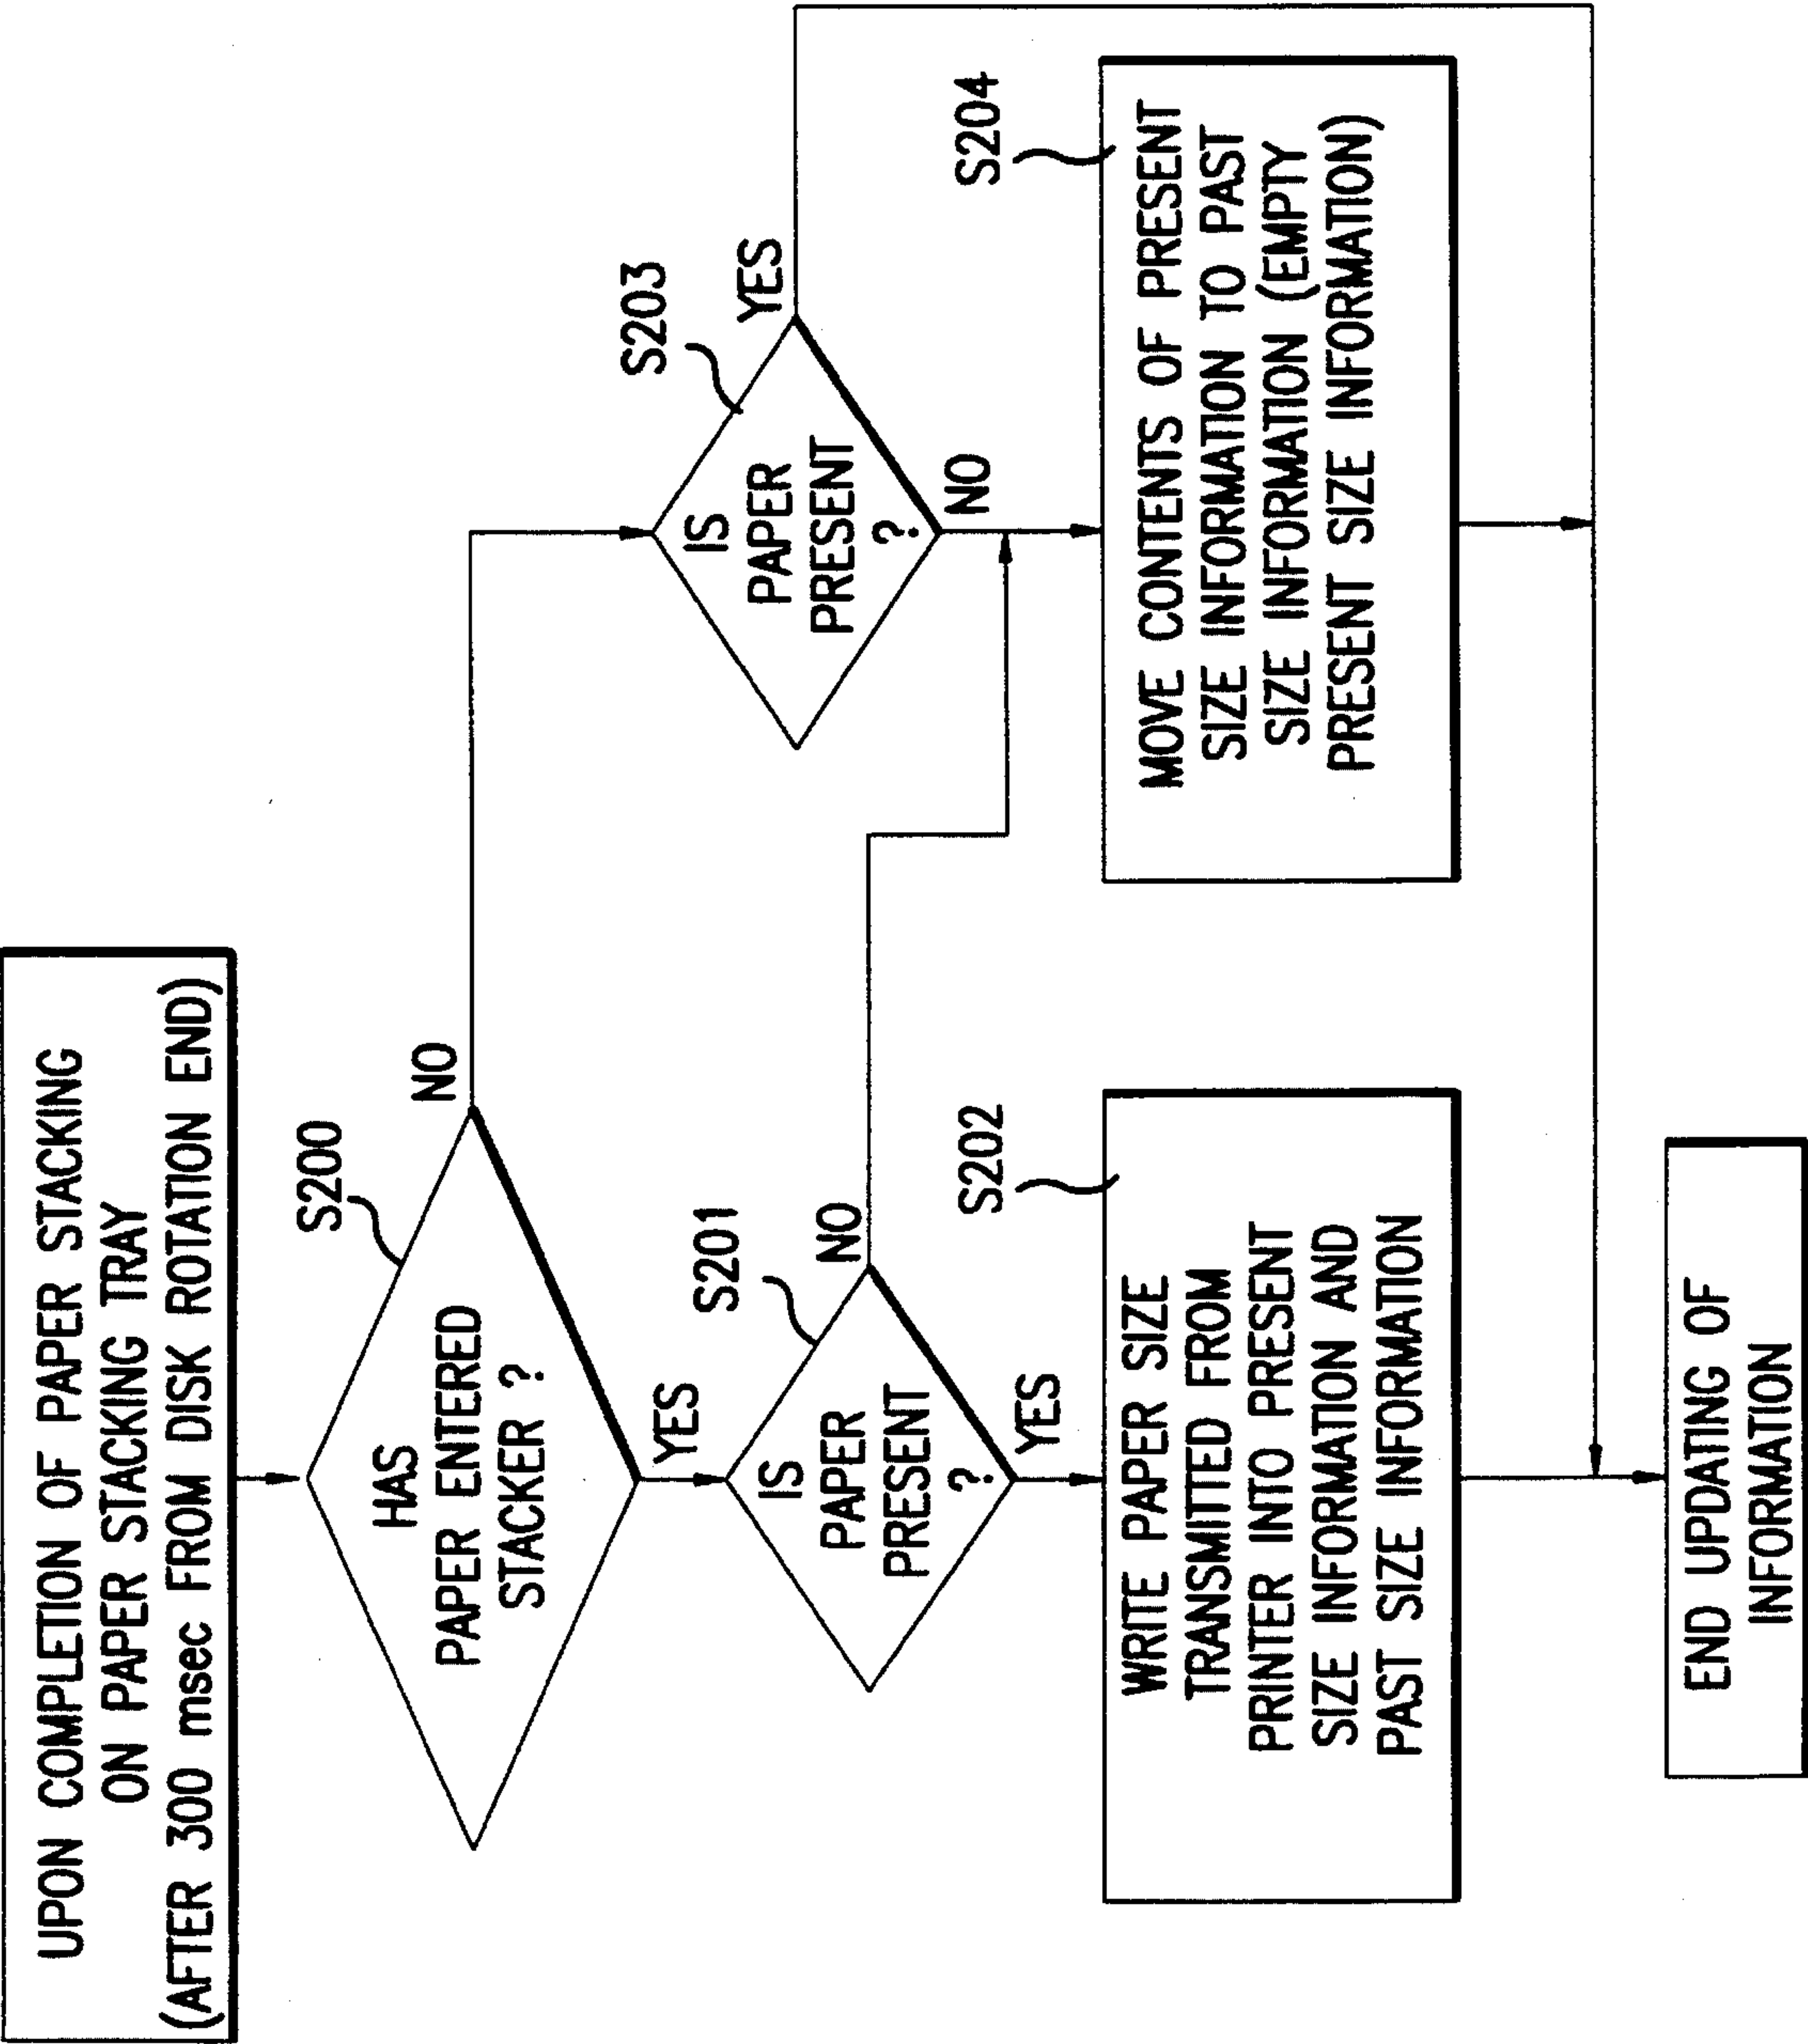 UPON COMPLETION OF PAPER STACKING
ON PAPER STACKING TRAY
(AFTER 300 msec FROM DISK ROTATION END)
S200
HAS
PAPER ENTERED
STACKER ?
NO
YES
S201
IS
PAPER
PRESENT
?
NO
YES
S202
WRITE PAPER SIZE
TRANSMITTED FROM
PRINTER INTO PRESENT
SIZE INFORMATION AND
PAST SIZE INFORMATION
S203
IS
PAPER
PRESENT
?
YES
NO
S204
MOVE CONTENTS OF PRESENT
SIZE INFORMATION TO PAST
SIZE INFORMATION (EMPTY
PRESENT SIZE INFORMATION)
END UPDATING OF
INFORMATION